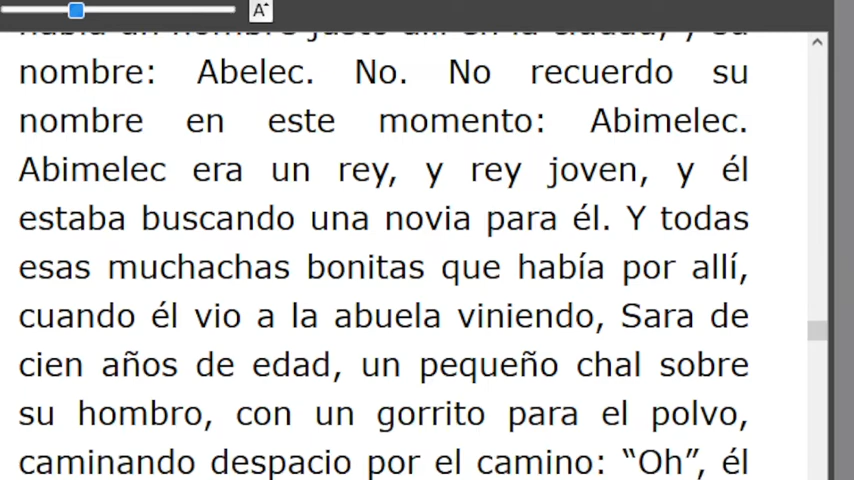 A
nombre: Abelec. No. No recuerdo su
nombre en este momento: Abimelec.
Abimelec era un rey, y rey joven, y él
estaba buscando una novia para él. Y todas
esas muchachas bonitas que había por allí,
cuando él vio a la abuela viniendo, Sara de
cien años de edad, un pequeño chal sobre
su hombro, con un gorrito para el polvo,
caminando despacio por el camino: “Oh”, él